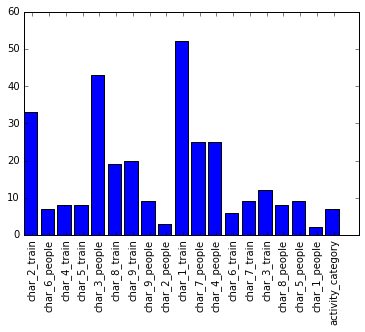 60
50
40
30
20
10
0
char_2_train
char_6_people
char_4_train
char_5_train
char_3_people
char_8_train
char_9_train
char_9_people
char_2_people
char_1_train
char_7_people
char_4_people
char_6_train
char_7_train
char_3_train
char_8_people
char_5_people
char_1_people
activity_category